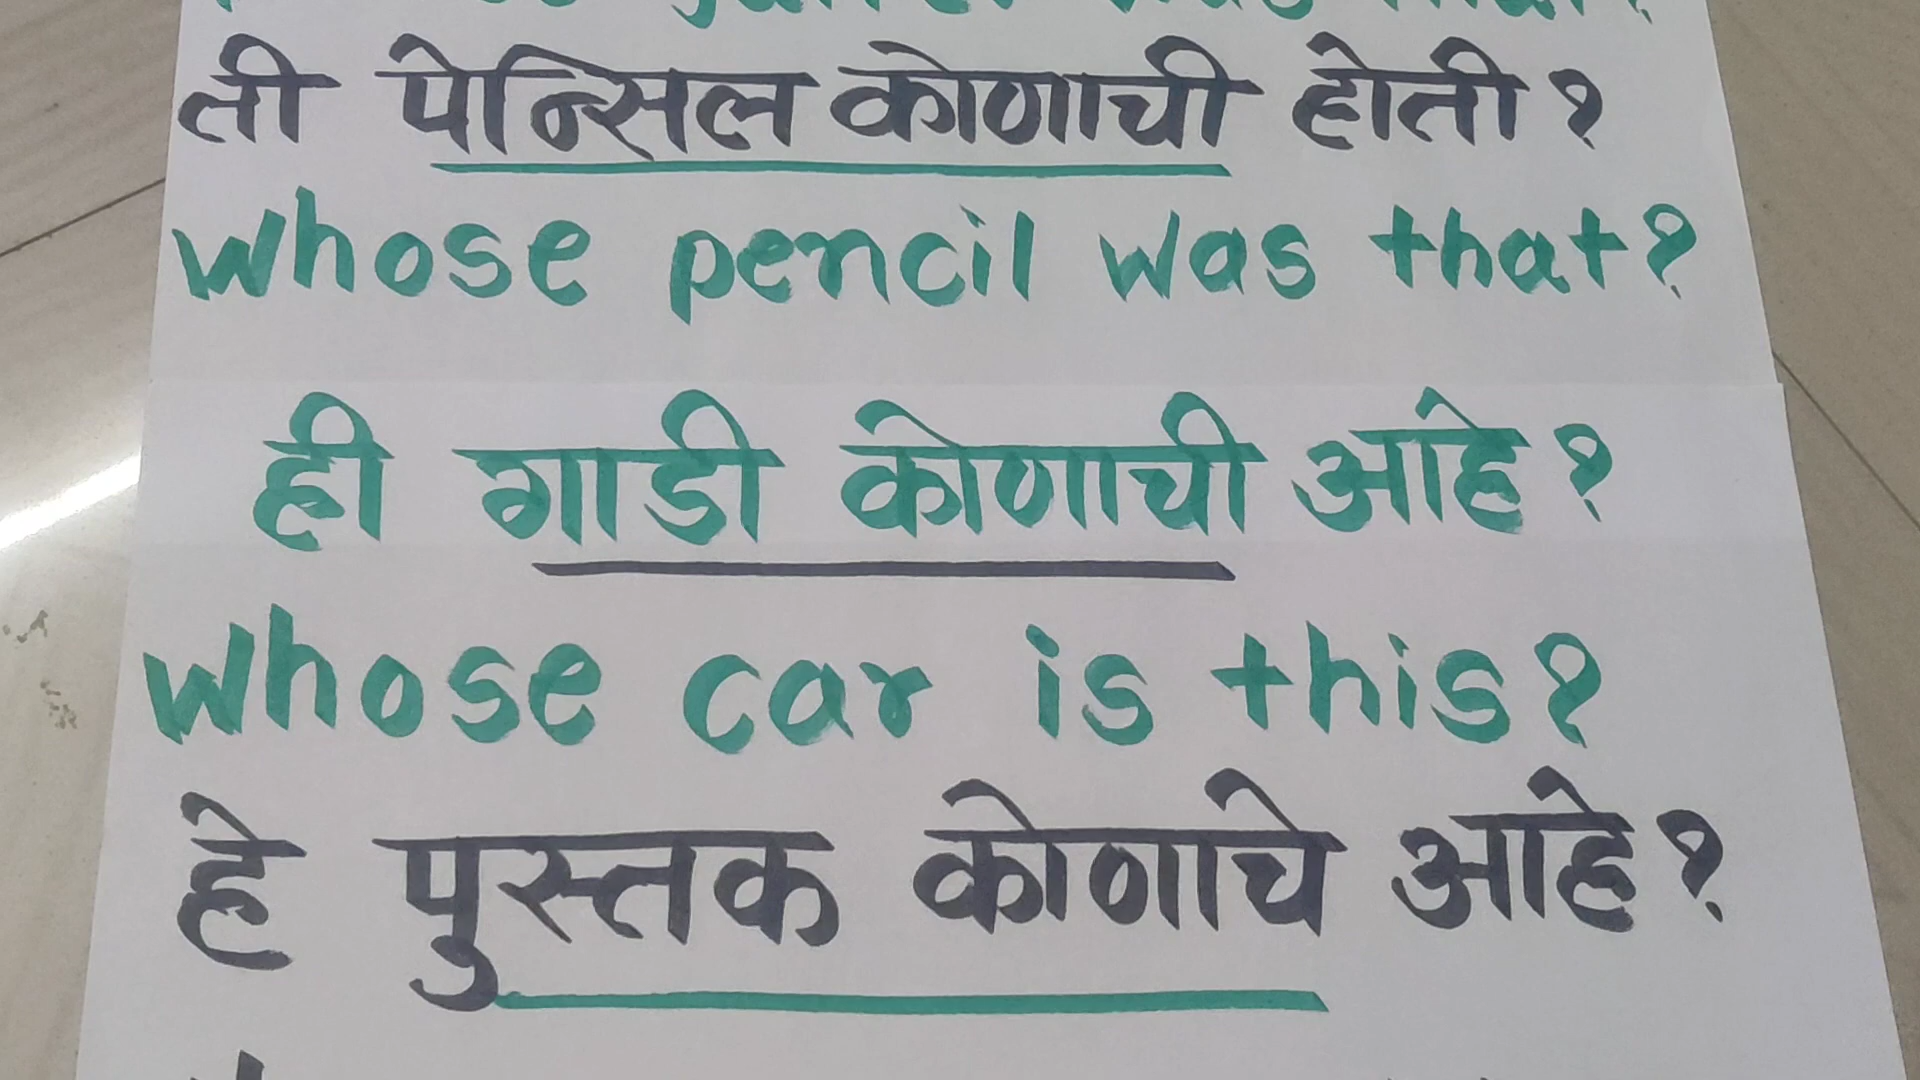 ती पेन्सिल कोणाची होती?
whose pencil was that?
ही गाडी कोणाची आहे?
whose car is this?
हे पुस्तक कोणाचे आहे?